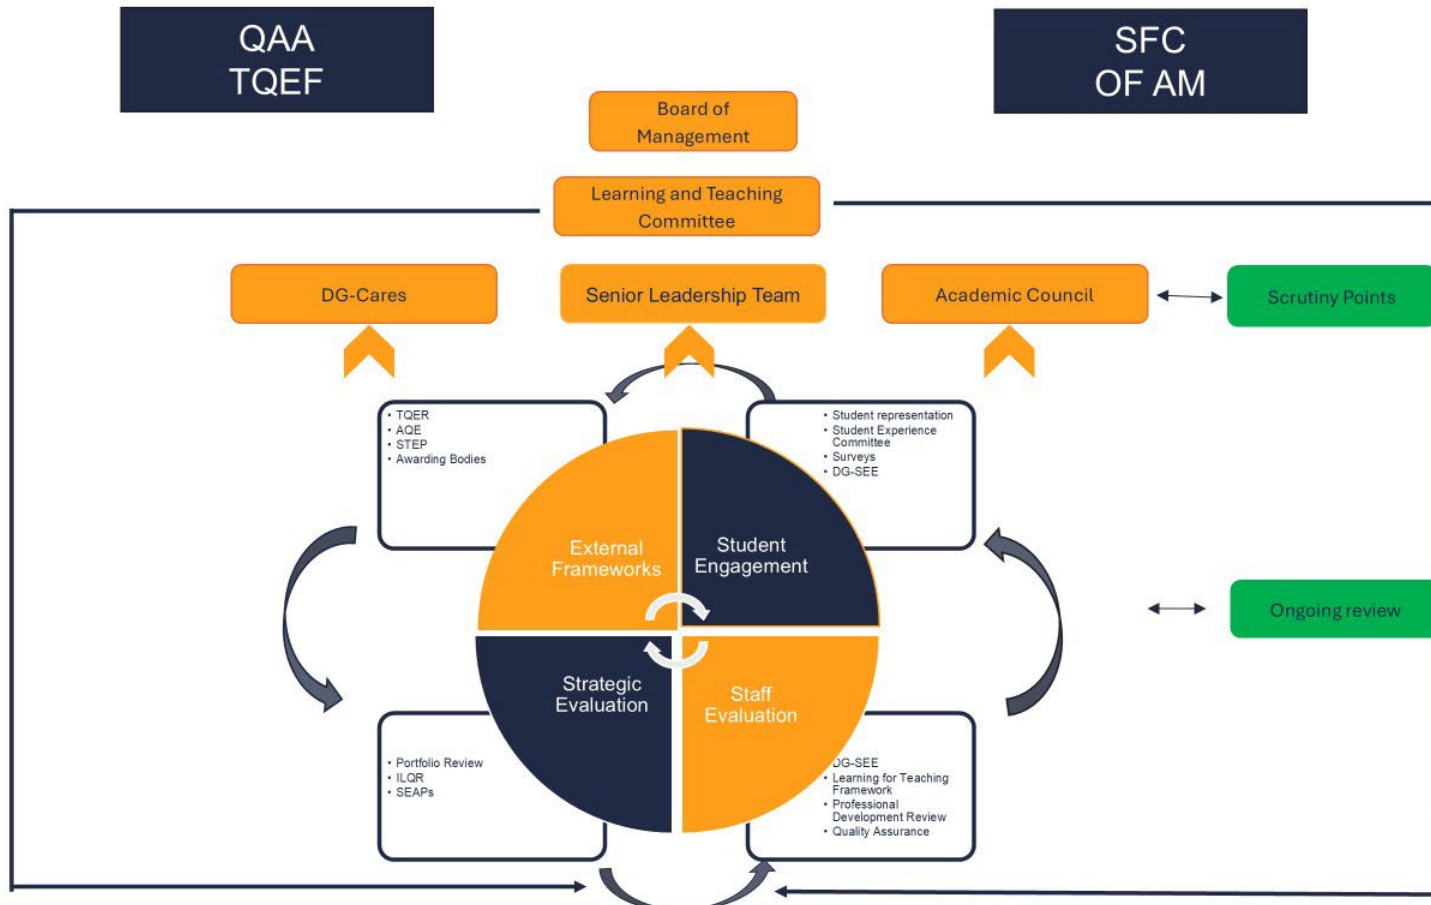 QAA
TQEF
SFC
OF AM
Board of
Management
Learning and Teaching
Committee
DG-Cares
Senior Leadership Team
Academic Council
Scrutiny Points
• TQER
• AQE
• STEP
• Awarding Bodies
• Student representation
• Student Experience
Committee
• Surveys
• DG-SEE
External
Frameworks
Student
Engagement
Ongoing review
Strategic
Evaluation
Staff
Evaluation
• Portfolio Review
• ILQR
• SEAPs
DG-SEE
• Learning for Teaching
Framework
• Professional
Development Review
• Quality Assurance